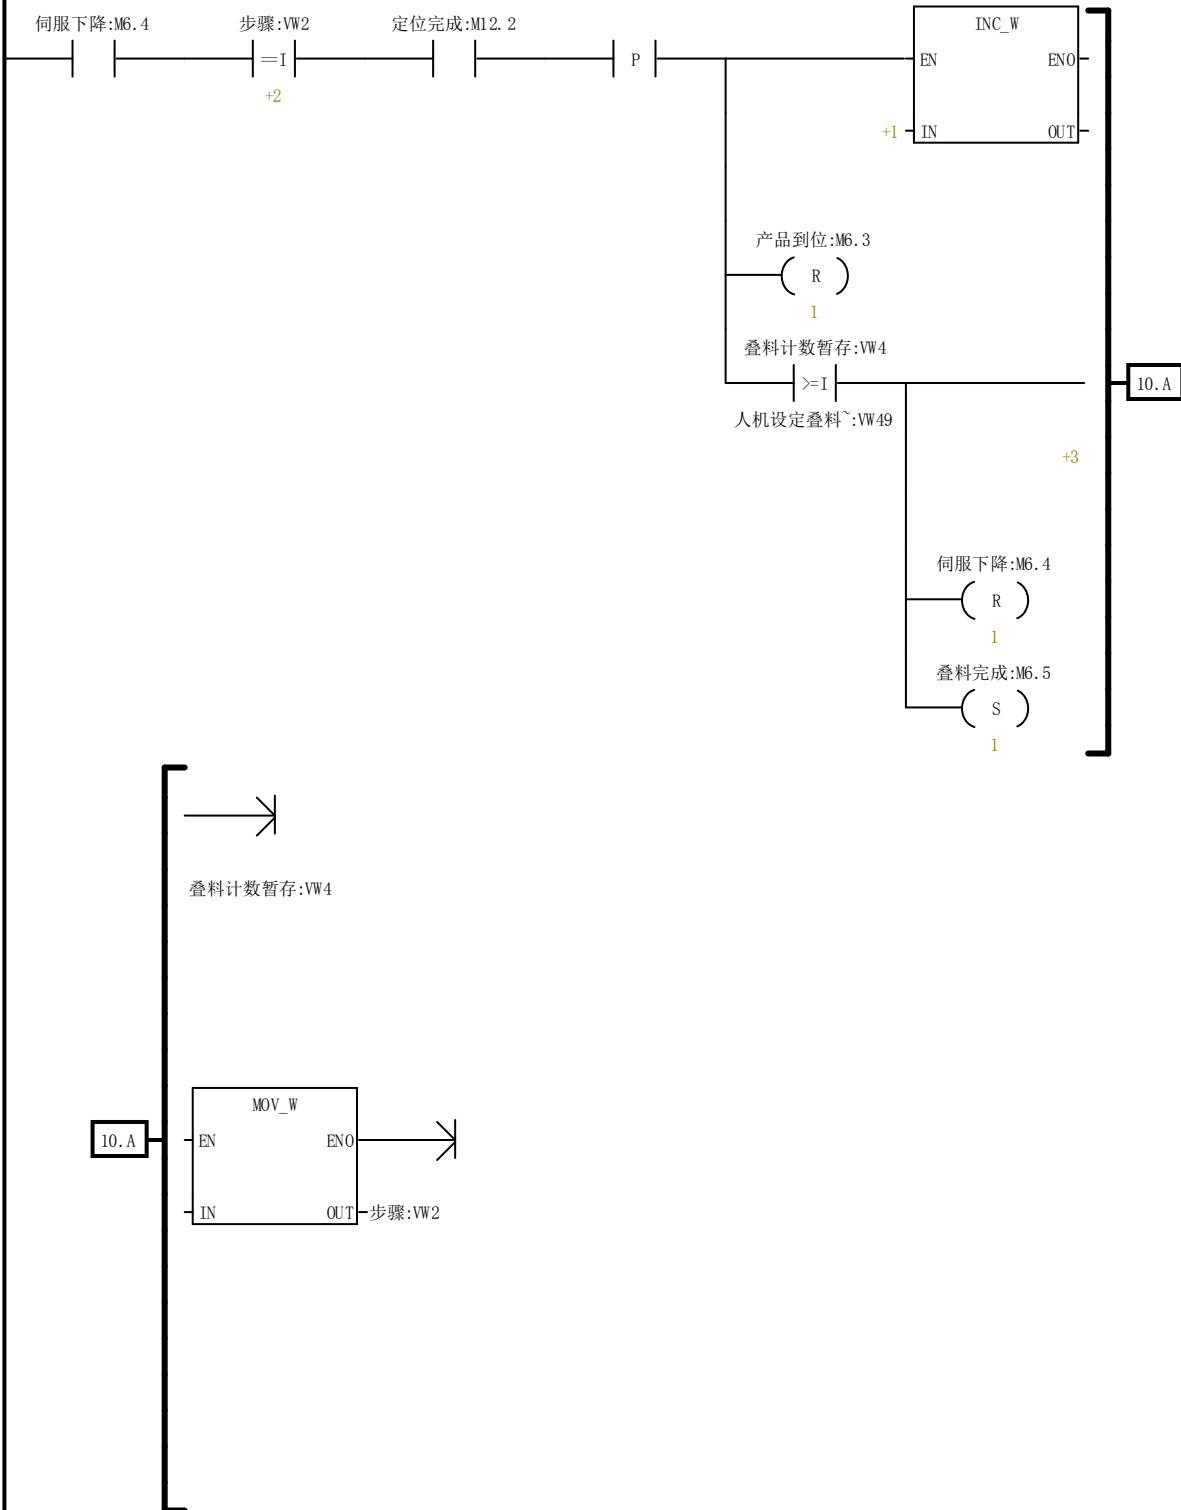 伺服下降:M6.4 步骤:VW2 定位完成:M12.2 INC_W
=I P EN ENO
+2
+1 IN OUT
产品到位:M6.3
R
1
叠料计数暂存:VW4
>=I 10.A
人机设定叠料~:VW49
+3
伺服下降:M6.4
R
1
叠料完成:M6.5
S
1
叠料计数暂存:VW4
MOV_W
10.A EN ENO
IN OUT 步骤:VW2